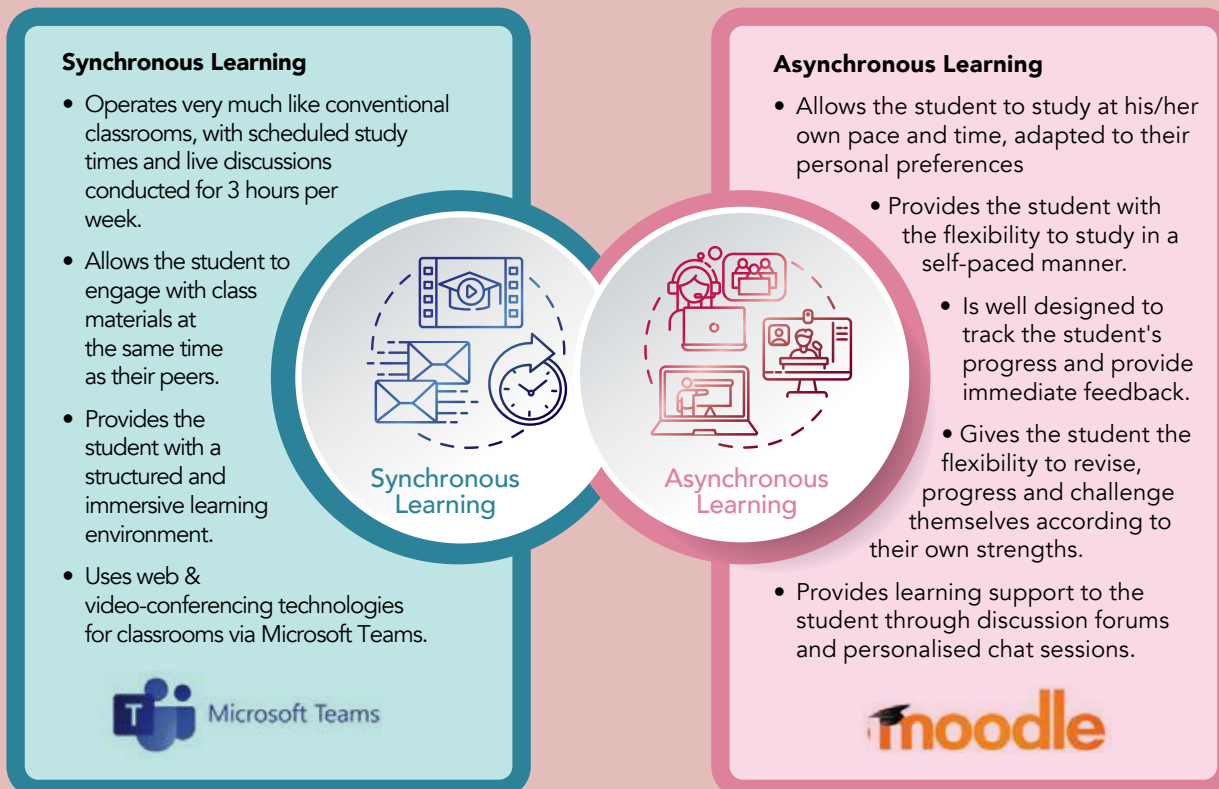 Synchronous Learning
• Operates very much like conventional
classrooms, with scheduled study
times and live discussions
conducted for 3 hours per
week.
• Allows the student to
engage with class
materials at
the same time
as their peers.
• Provides the
student with a
structured and
immersive learning
environment.
• Uses web &
video-conferencing technologies
for classrooms via Microsoft Teams.
T
Microsoft Teams
Synchronous
Learning
Asynchronous
Learning
Asynchronous Learning
• Allows the student to study at his/her
own pace and time, adapted to their
personal preferences
• Provides the student with
the flexibility to study in a
self-paced manner.
• Is well designed to
track the student's
progress and provide
immediate feedback.
• Gives the student the
flexibility to revise,
progress and challenge
themselves according to
their own strengths.
• Provides learning support to the
student through discussion forums
and personalised chat sessions.
moodle